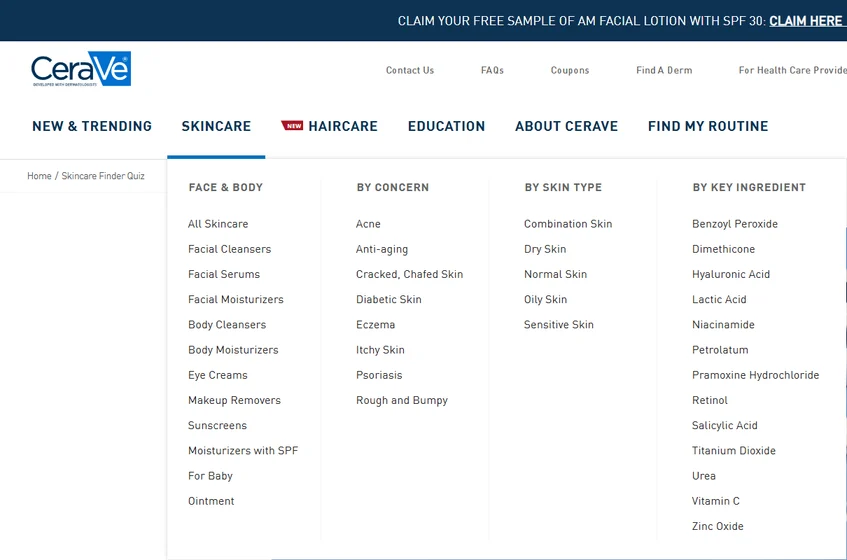 CLAIM YOUR FREE SAMPLE OF AM FACIAL LOTION WITH SPF 30: CLAIM HERE
CeraVe®
DEVELOPED WITH DERMATOLOGISTS
Contact Us
FAQs
Coupons
Find A Derm
For Health Care Provide
NEW & TRENDING
SKINCARE
NEW HAIRCARE
EDUCATION
ABOUT CERAVE
FIND MY ROUTINE
Home / Skincare Finder Quiz
FACE & BODY
All Skincare
Facial Cleansers
Facial Serums
Facial Moisturizers
Body Cleansers
Body Moisturizers
Eye Creams
Makeup Removers
Sunscreens
Moisturizers with SPF
For Baby
Ointment
BY CONCERN
Acne
Anti-aging
Cracked, Chafed Skin
Diabetic Skin
Eczema
Itchy Skin
Psoriasis
Rough and Bumpy
BY SKIN TYPE
Combination Skin
Dry Skin
Normal Skin
Oily Skin
Sensitive Skin
BY KEY INGREDIENT
Benzoyl Peroxide
Dimethicone
Hyaluronic Acid
Lactic Acid
Niacinamide
Petrolatum
Pramoxine Hydrochloride
Retinol
Salicylic Acid
Titanium Dioxide
Urea
Vitamin C
Zinc Oxide